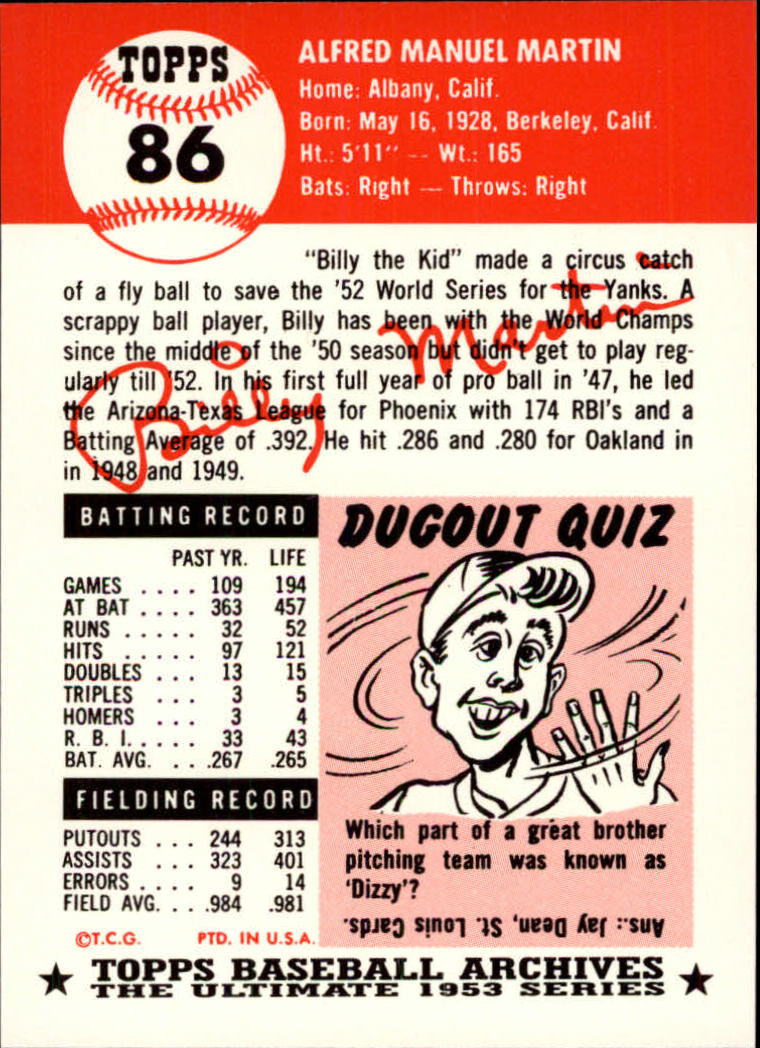 TOPPS
86
ALFRED MANUEL MARTIN
Home: Albany, Calif.
Born: May 16, 1928, Berkeley, Calif.
Ht.: 5'11" -- Wt.: 165
Bats: Right — Throws: Right
"Billy the Kid" made a circus catch
of a fly ball to save the '52 World Series for the Yanks. A
scrappy ball player, Billy has been with the World Champs
since the middle of the '50 season but didn't get to play reg-
ularly till '52. In his first full year of pro ball in '47, he led
the Arizona-Texas League for Phoenix with 174 RBI's and a
Batting Average of .392. He hit .286 and .280 for Oakland in
in 1948 and 1949.
Billy Martin
BATTING RECORD
PAST YR. LIFE
GAMES .... 109 194
AT BAT .... 363 457
RUNS ..... 32 52
HITS ..... 97 121
DOUBLES ... 13 15
TRIPLES ... 3 5
HOMERS ... 3 4
R. B. I. ..... 33 43
BAT. AVG. ... .267 .265
FIELDING RECORD
PUTOUTS ... 244 313
ASSISTS ... 323 401
ERRORS .... 9 14
FIELD AVG. ... .984 .981
©T.C.G. PTD. IN U.S.A.
DUGOUT QUIZ
Which part of a great brother
pitching team was known as
'Dizzy'?
Ans.: Jay Dean, St. Louis Cards.
★ TOPPS BASEBALL ARCHIVES ★
THE ULTIMATE 1953 SERIES